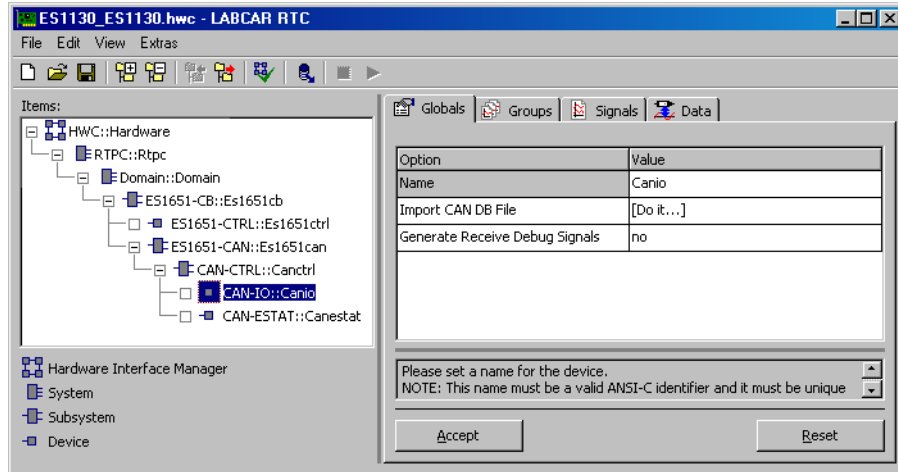 ES1130_ES1130.hwc - LABCAR RTC
File Edit View Extras
Items:
HWC::Hardware
RTPC::Rtpc
Domain::Domain
ES1651-CB::Es1651cb
ES1651-CTRL::Es1651ctrl
ES1651-CAN::Es1651can
CAN-CTRL::Canctrl
CAN-IO::Canio
CAN-ESTAT::Canestat
Hardware Interface Manager
System
Subsystem
Device
Globals Groups Signals Data
Option Value
Name Canio
Import CAN DB File [Do it...]
Generate Receive Debug Signals no
Please set a name for the device.
NOTE: This name must be a valid ANSI-C identifier and it must be unique
Accept Reset